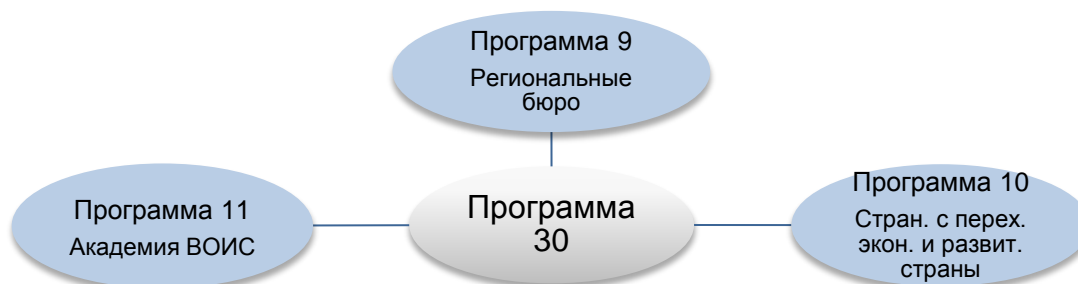 Программа 9
Региональные
бюро
Программа 11
Академия ВОИС
Программа
30
Программа 10
Стран. с перех.
экон. и развит.
страны